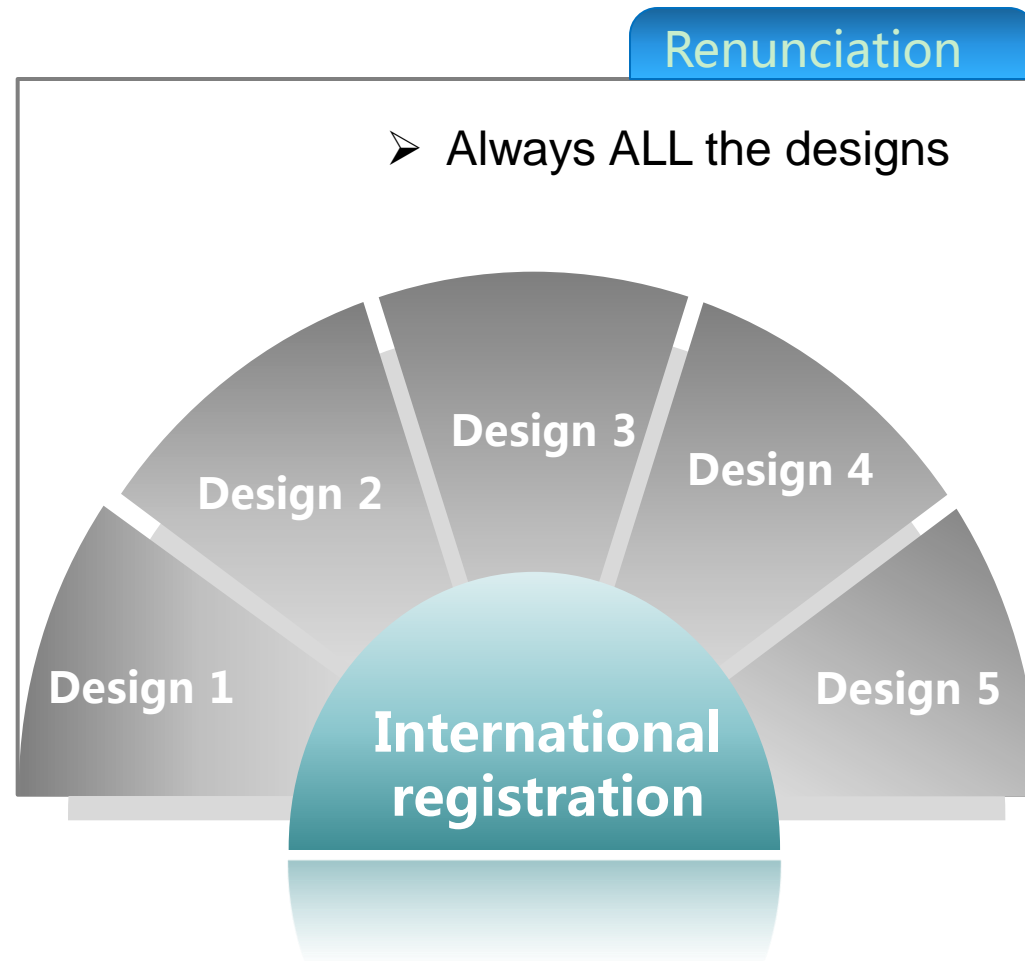 Renunciation
➢ Always ALL the designs
Design 1
Design 2
Design 3
Design 4
Design 5
International
registration